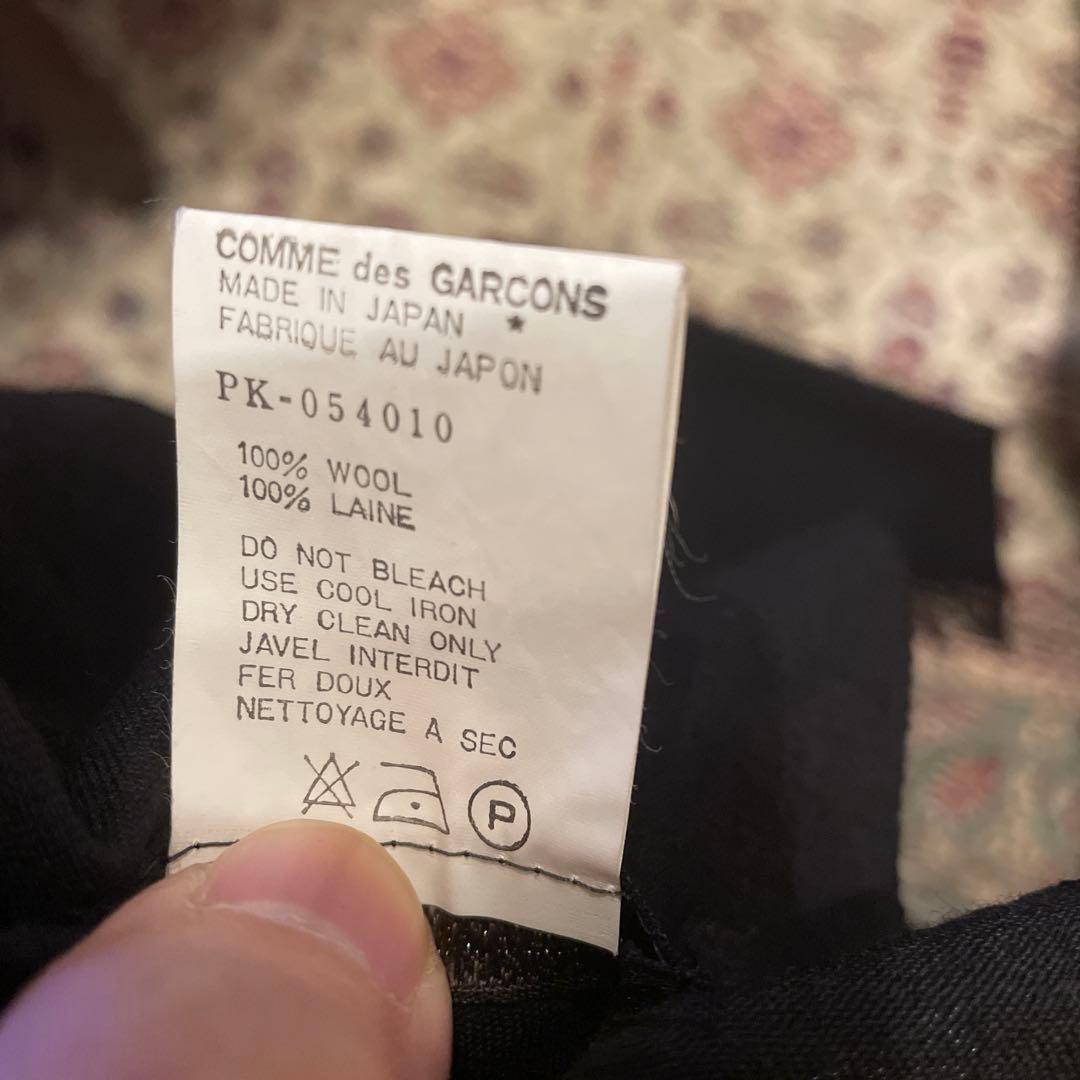 COMME des GARCONS
MADE IN JAPAN ★
FABRIQUE AU JAPON
PK-054010
100% WOOL
100% LAINE
DO NOT BLEACH
USE COOL IRON
DRY CLEAN ONLY
JAVEL INTERDIT
FER DOUX
NETTOYAGE A SEC
P